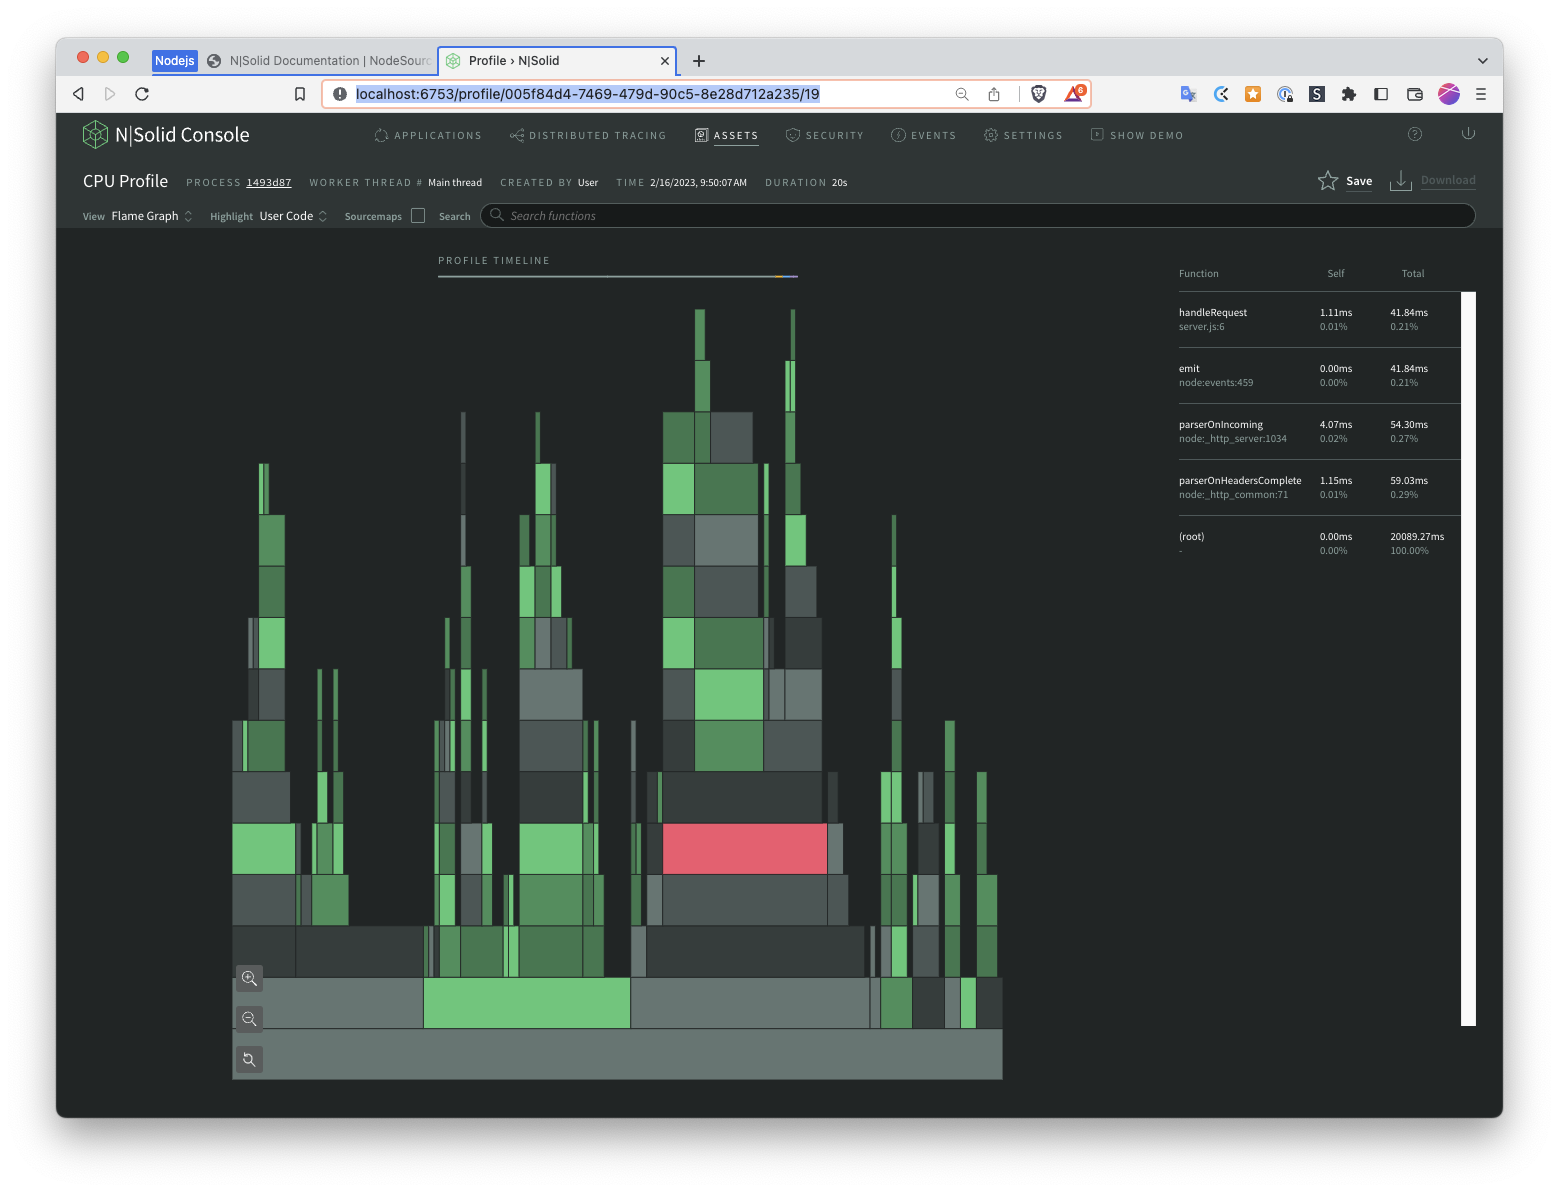 Nodejs
N|Solid Documentation | NodeSourc
Profile › N|Solid
localhost:6753/profile/005f84d4-7469-479d-90c5-8e28d712a235/19
6
S
N|Solid Console
APPLICATIONS
DISTRIBUTED TRACING
ASSETS
SECURITY
EVENTS
SETTINGS
SHOW DEMO
CPU Profile
PROCESS 1493d87
WORKER THREAD # Main thread
CREATED BY User
TIME 2/16/2023, 9:50:07AM
DURATION 20s
Save
Download
View Flame Graph
Highlight User Code
Sourcemaps
Search
Search functions
PROFILE TIMELINE
Function Self Total
handleRequest 1.11ms 41.84ms
server.js:6 0.01% 0.21%
emit 0.00ms 41.84ms
node:events:459 0.00% 0.21%
parserOnIncoming 4.07ms 54.30ms
node:_http_server:1034 0.02% 0.27%
parserOnHeadersComplete 1.15ms 59.03ms
node:_http_common:71 0.01% 0.29%
(root) 0.00ms 20089.27ms
- 0.00% 100.00%